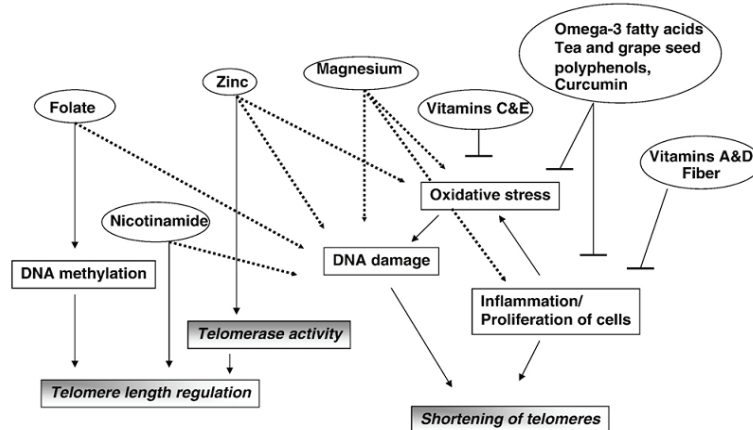 Omega-3 fatty acids
Tea and grape seed
polyphenols,
Curcumin
Magnesium
Zinc
Folate
Vitamins C&E
Vitamins A&D
Fiber
Oxidative stress
Nicotinamide
DNA methylation
DNA damage
Inflammation/
Proliferation of cells
Telomerase activity
Telomere length regulation
Shortening of telomeres